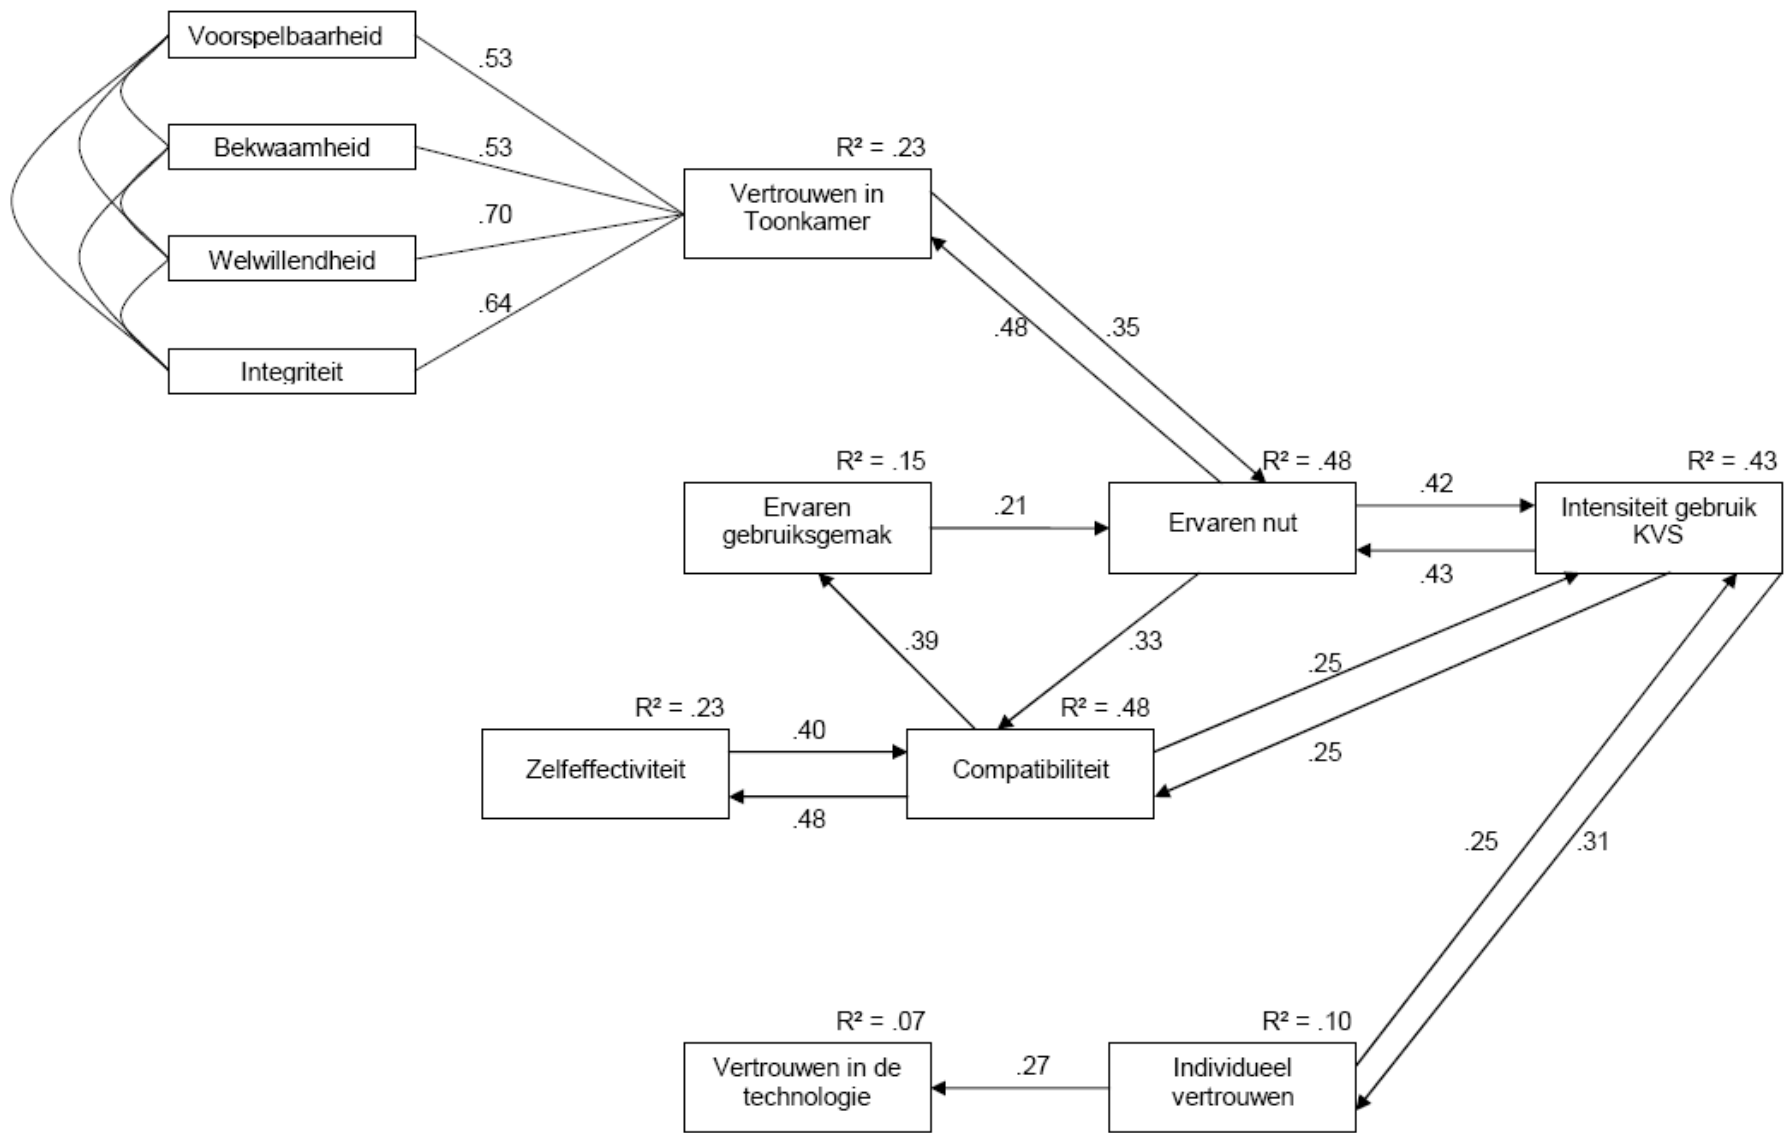 Voorspelbaarheid
.53
Bekwaamheid
.53
R² = .23
Vertrouwen in
Toonkamer
.70
Welwillendheid
.64
.48
.35
Integriteit
R² = .15
R² = .48
R² = .43
Ervaren
gebruiksgemak
.21
Ervaren nut
.42
Intensiteit gebruik
KVS
.43
.39
.33
.25
R² = .23
.40
R² = .48
Zelfeffectiviteit
Compatibiliteit
.25
.48
.25
.31
R² = .07
R² = .10
Vertrouwen in de
technologie
.27
Individueel
vertrouwen